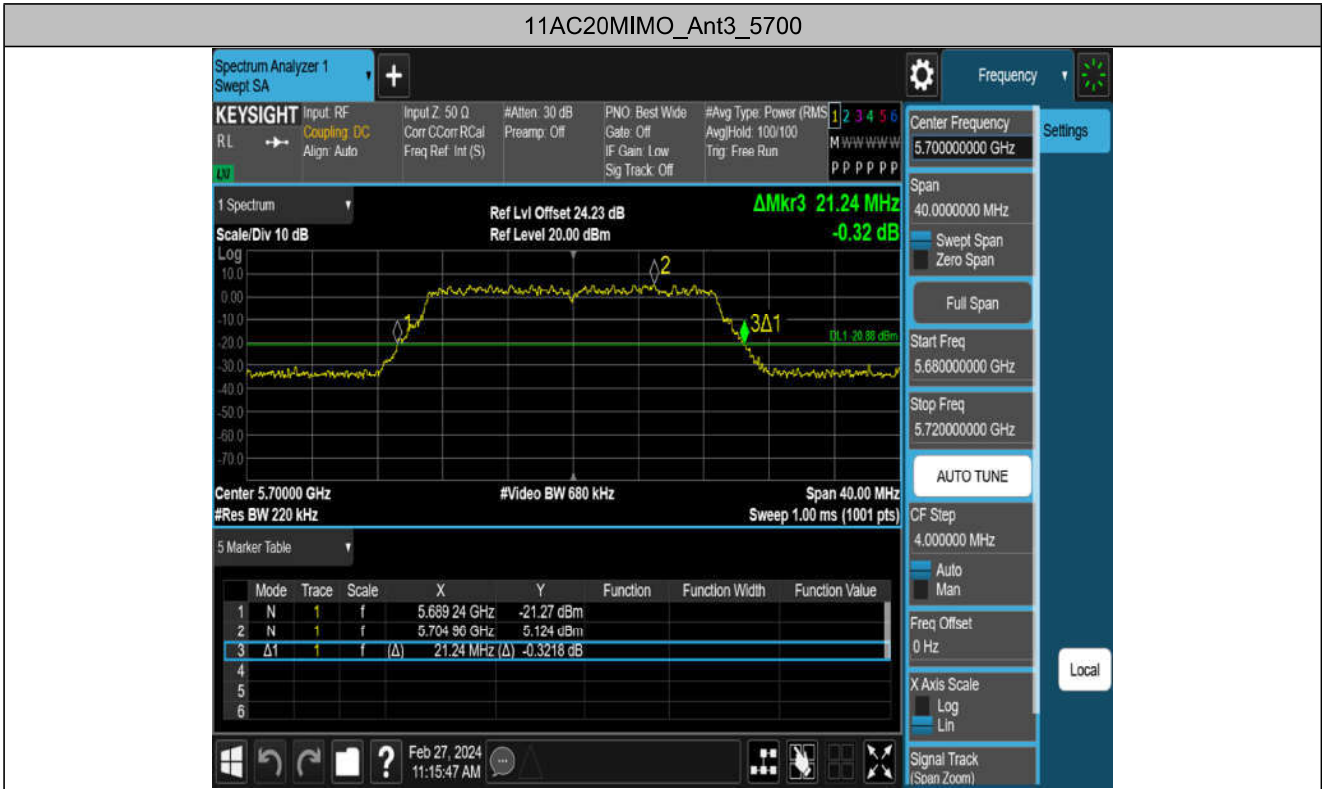 11AC20MIMO_Ant3_5700
Spectrum Analyzer 1
Swept SA
+
Frequency
KEYSIGHT
RL
LXI
Input: RF
Coupling: DC
Align: Auto
Input Z: 50 Ω
Corr CCorr RCal
Freq Ref: Int (S)
#Atten: 30 dB
Preamp: Off
PNO: Best Wide
Gate: Off
IF Gain: Low
Sig Track: Off
#Avg Type: Power (RMS
Avg|Hold: 100/100
Trig: Free Run
1 2 3 4 5 6
M W W W W W
P P P P P P
Center Frequency
5.700000000 GHz
Settings
Span
40.0000000 MHz
Swept Span
Zero Span
Full Span
Start Freq
5.680000000 GHz
Stop Freq
5.720000000 GHz
AUTO TUNE
CF Step
4.000000 MHz
Auto
Man
Freq Offset
0 Hz
X Axis Scale
Log
Lin
Signal Track
(Span Zoom)
Local
1 Spectrum
Scale/Div 10 dB
Ref Lvl Offset 24.23 dB
Ref Level 20.00 dBm
ΔMkr3 21.24 MHz
-0.32 dB
Log
10.0
0.00
-10.0
-20.0
-30.0
-40.0
-50.0
-60.0
-70.0
1
2
3Δ1
DL1 -20.88 dBm
Center 5.70000 GHz
#Video BW 680 kHz
Span 40.00 MHz
#Res BW 220 kHz
Sweep 1.00 ms (1001 pts)
5 Marker Table
Mode Trace Scale X Y Function Function Width Function Value
1 N 1 f 5.689 24 GHz -21.27 dBm
2 N 1 f 5.704 96 GHz 5.124 dBm
3 Δ1 1 f (Δ) 21.24 MHz (Δ) -0.3218 dB
4
5
6
?
Feb 27, 2024
11:15:47 AM